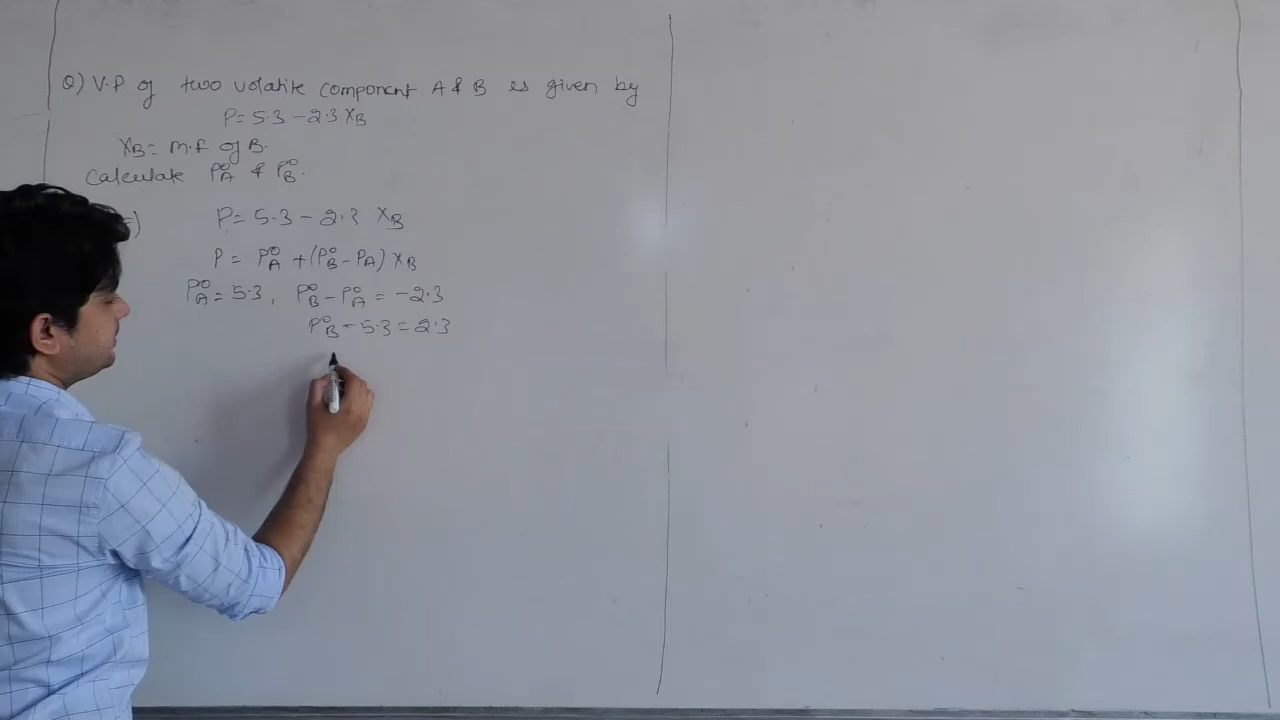 Q) V.P of two volatile component A & B is given by
P = 5.3 - 2.3 XB
XB = m.f of B.
Calculate P°A & P°B.
P = 5.3 - 2.3 XB
P = P°A + (P°B - PA) XB
P°A = 5.3, P°B - P°A = -2.3
P°B - 5.3 = 2.3